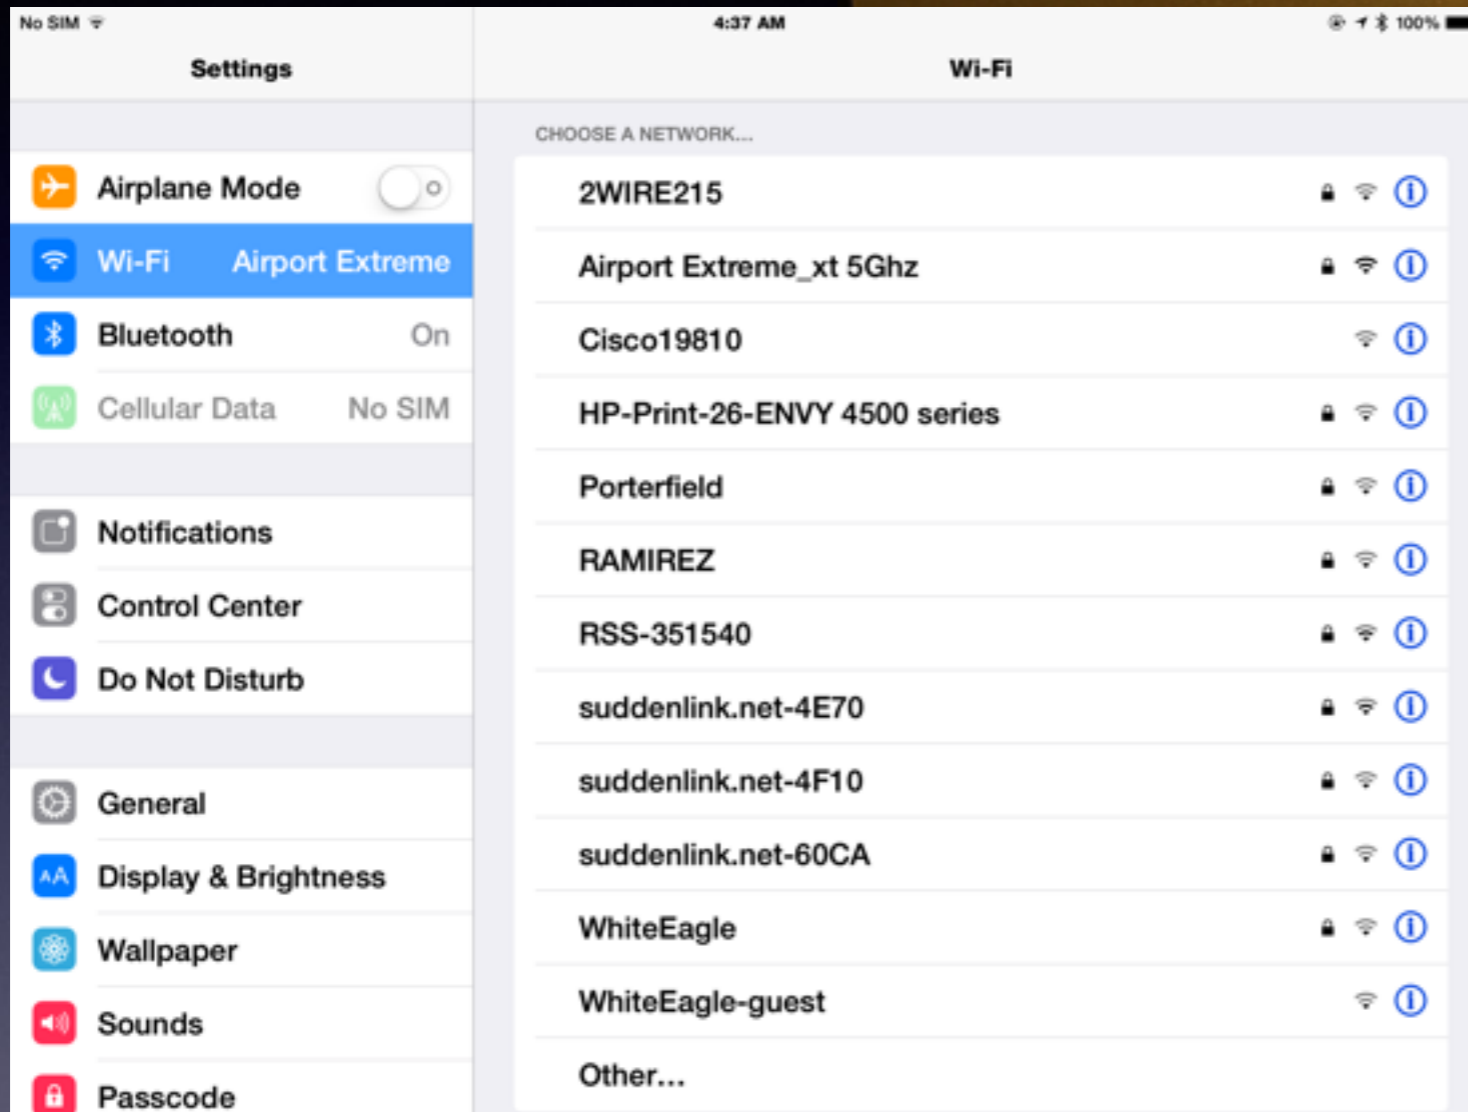 No SIM 4:37 AM 100%
Settings
Wi-Fi
Airplane Mode
Wi-Fi Airport Extreme
Bluetooth On
Cellular Data No SIM
Notifications
Control Center
Do Not Disturb
General
AA Display & Brightness
Wallpaper
Sounds
Passcode
CHOOSE A NETWORK...
2WIRE215
Airport Extreme_xt 5Ghz
Cisco19810
HP-Print-26-ENVY 4500 series
Porterfield
RAMIREZ
RSS-351540
suddenlink.net-4E70
suddenlink.net-4F10
suddenlink.net-60CA
WhiteEagle
WhiteEagle-guest
Other...